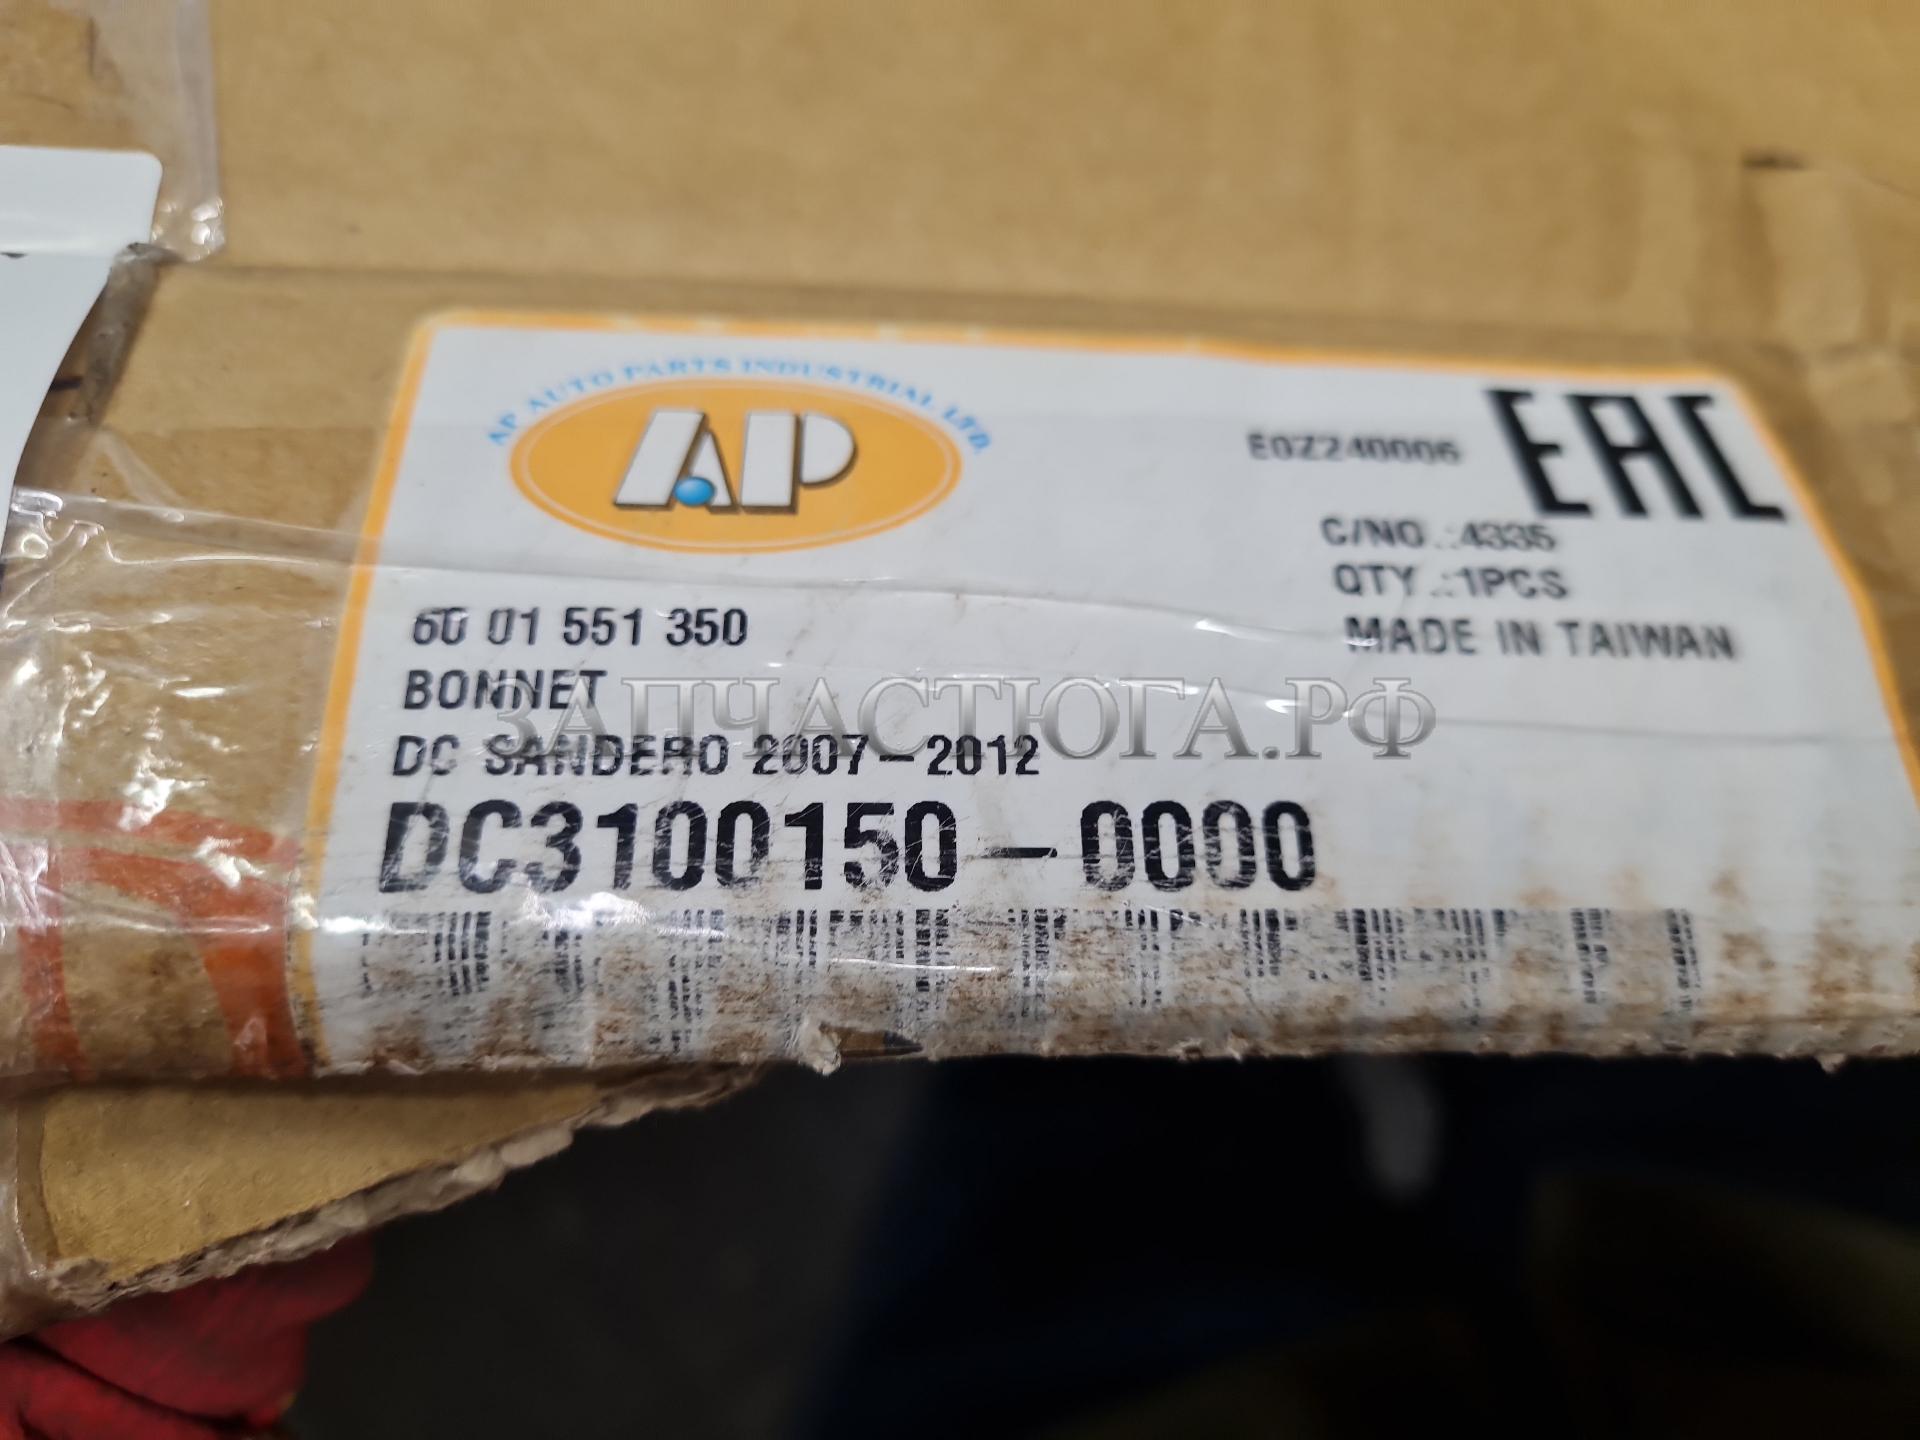 AP AUTO PARTS INDUSTRIAL LTD.
AP
E0Z240006
EAC
C/NO.:4335
QTY.:1PCS
MADE IN TAIWAN
60 01 551 350
BONNET
ЗАПЧАСТЮГА.РФ
DC SANDERO 2007-2012
DC3100150-0000